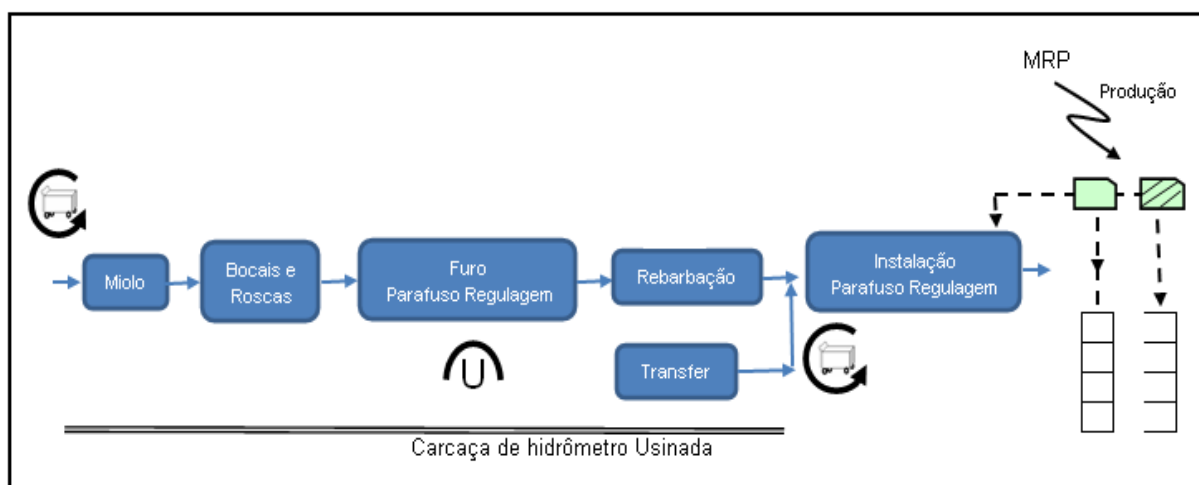 MRP
Produção
Miolo
Bocais e
Roscas
Furo
Parafuso Regulagem
Rebarbação
Instalação
Parafuso Regulagem
U
Transfer
Carcaça de hidrômetro Usinada